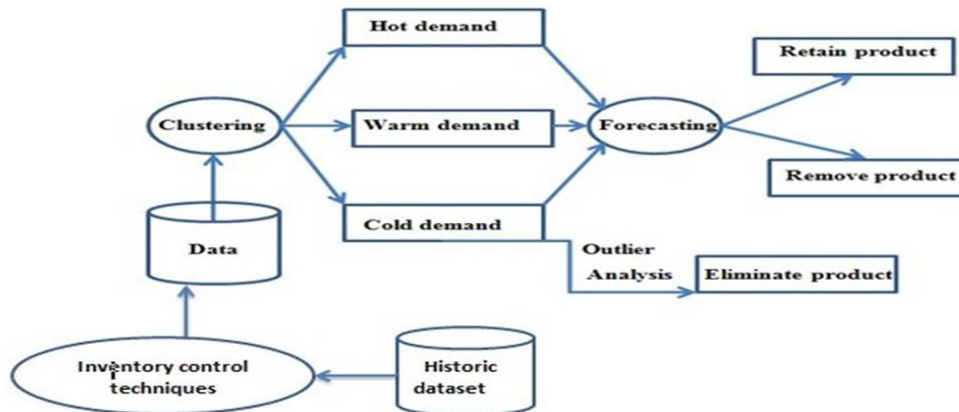 Hot demand
Retain product
Clustering
Warm demand
Forecasting
Remove product
Cold demand
Data
Outlier
Analysis
Eliminate product
Inventory control
techniques
Historic
dataset